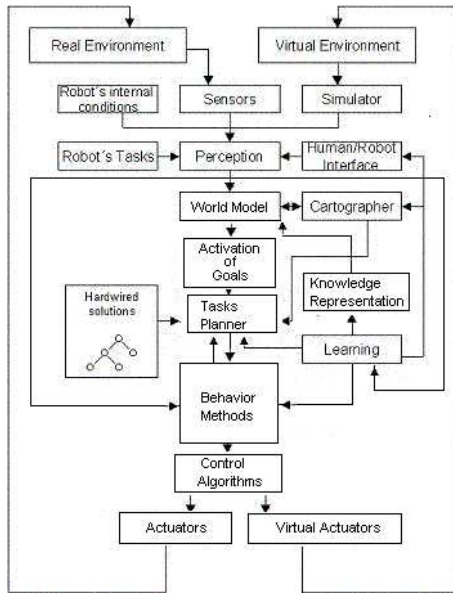 Real Environment
Virtual Environment
Robot´s internal
conditions
Sensors
Simulator
Robot´s Tasks
Perception
Human/Robot
Interface
World Model
Cartographer
Activation
of
Goals
Knowledge
Representation
Hardwired
solutions
Tasks
Planner
Learning
Behavior
Methods
Control
Algorithms
Actuators
Virtual Actuators